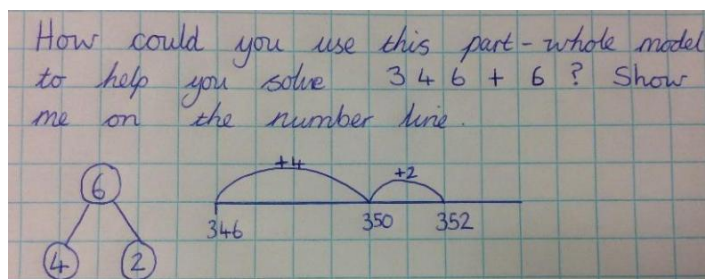 How could you use this part-whole model
to help you solve 346 + 6? Show
me on the number line.
+4 +2
6
346 350 352
4 2